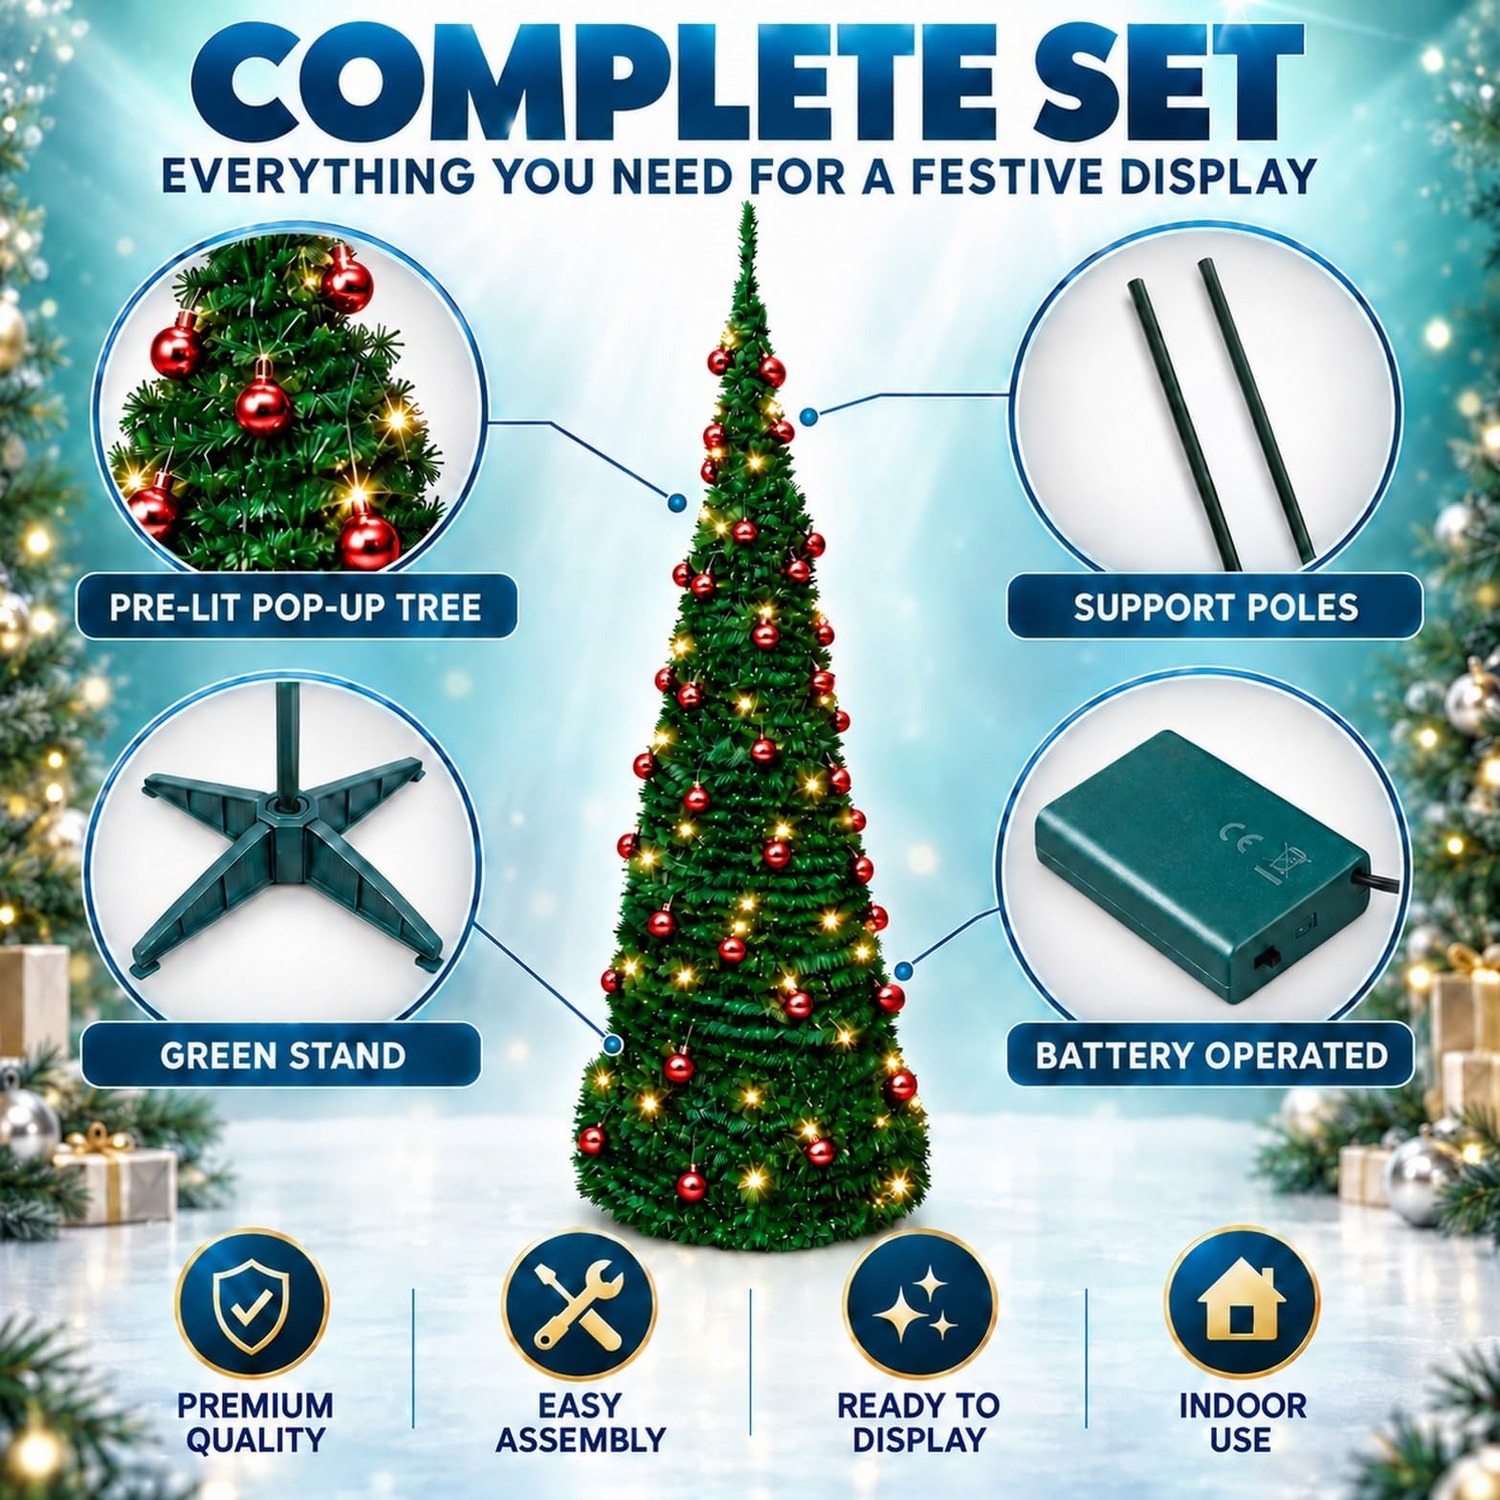 COMPLETE SET
EVERYTHING YOU NEED FOR A FESTIVE DISPLAY
PRE-LIT POP-UP TREE
SUPPORT POLES
GREEN STAND
CE
BATTERY OPERATED
PREMIUM
QUALITY
EASY
ASSEMBLY
READY TO
DISPLAY
INDOOR
USE